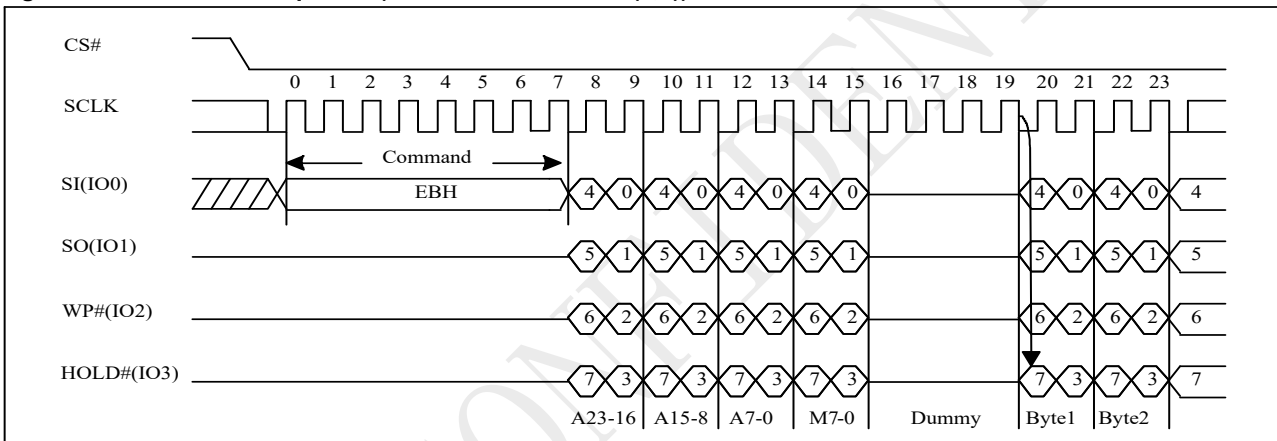 CS#
0 1 2 3 4 5 6 7 8 9 10 11 12 13 14 15 16 17 18 19 20 21 22 23
SCLK
Command
SI(IO0) EBH 4 0 4 0 4 0 4 0 4 0 4 0 4
SO(IO1) 5 1 5 1 5 1 5 1 5 1 5 1 5
WP#(IO2) 6 2 6 2 6 2 6 2 6 2 6 2 6
HOLD#(IO3) 7 3 7 3 7 3 7 3 7 3 7 3 7
A23-16 A15-8 A7-0 M7-0 Dummy Byte1 Byte2